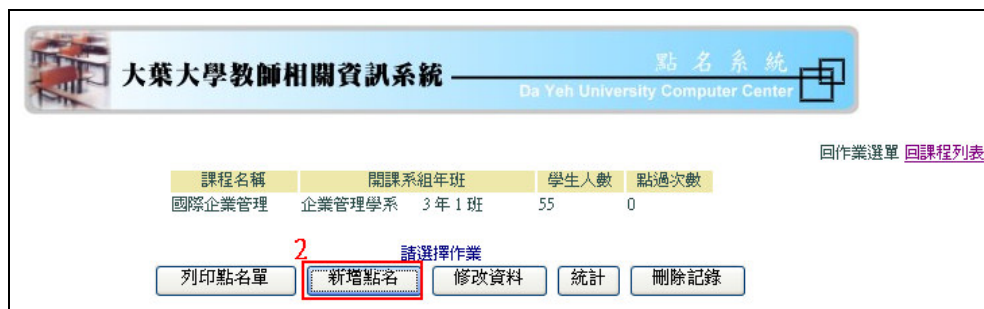 點名系統
大葉大學教師相關資訊系統
Da Yeh University Computer Center
回作業選單 回課程列表
課程名稱 開課系組年班 學生人數 點過次數
國際企業管理 企業管理學系 3年1班 55 0
2 請選擇作業
列印點名單 新增點名 修改資料 統計 刪除記錄